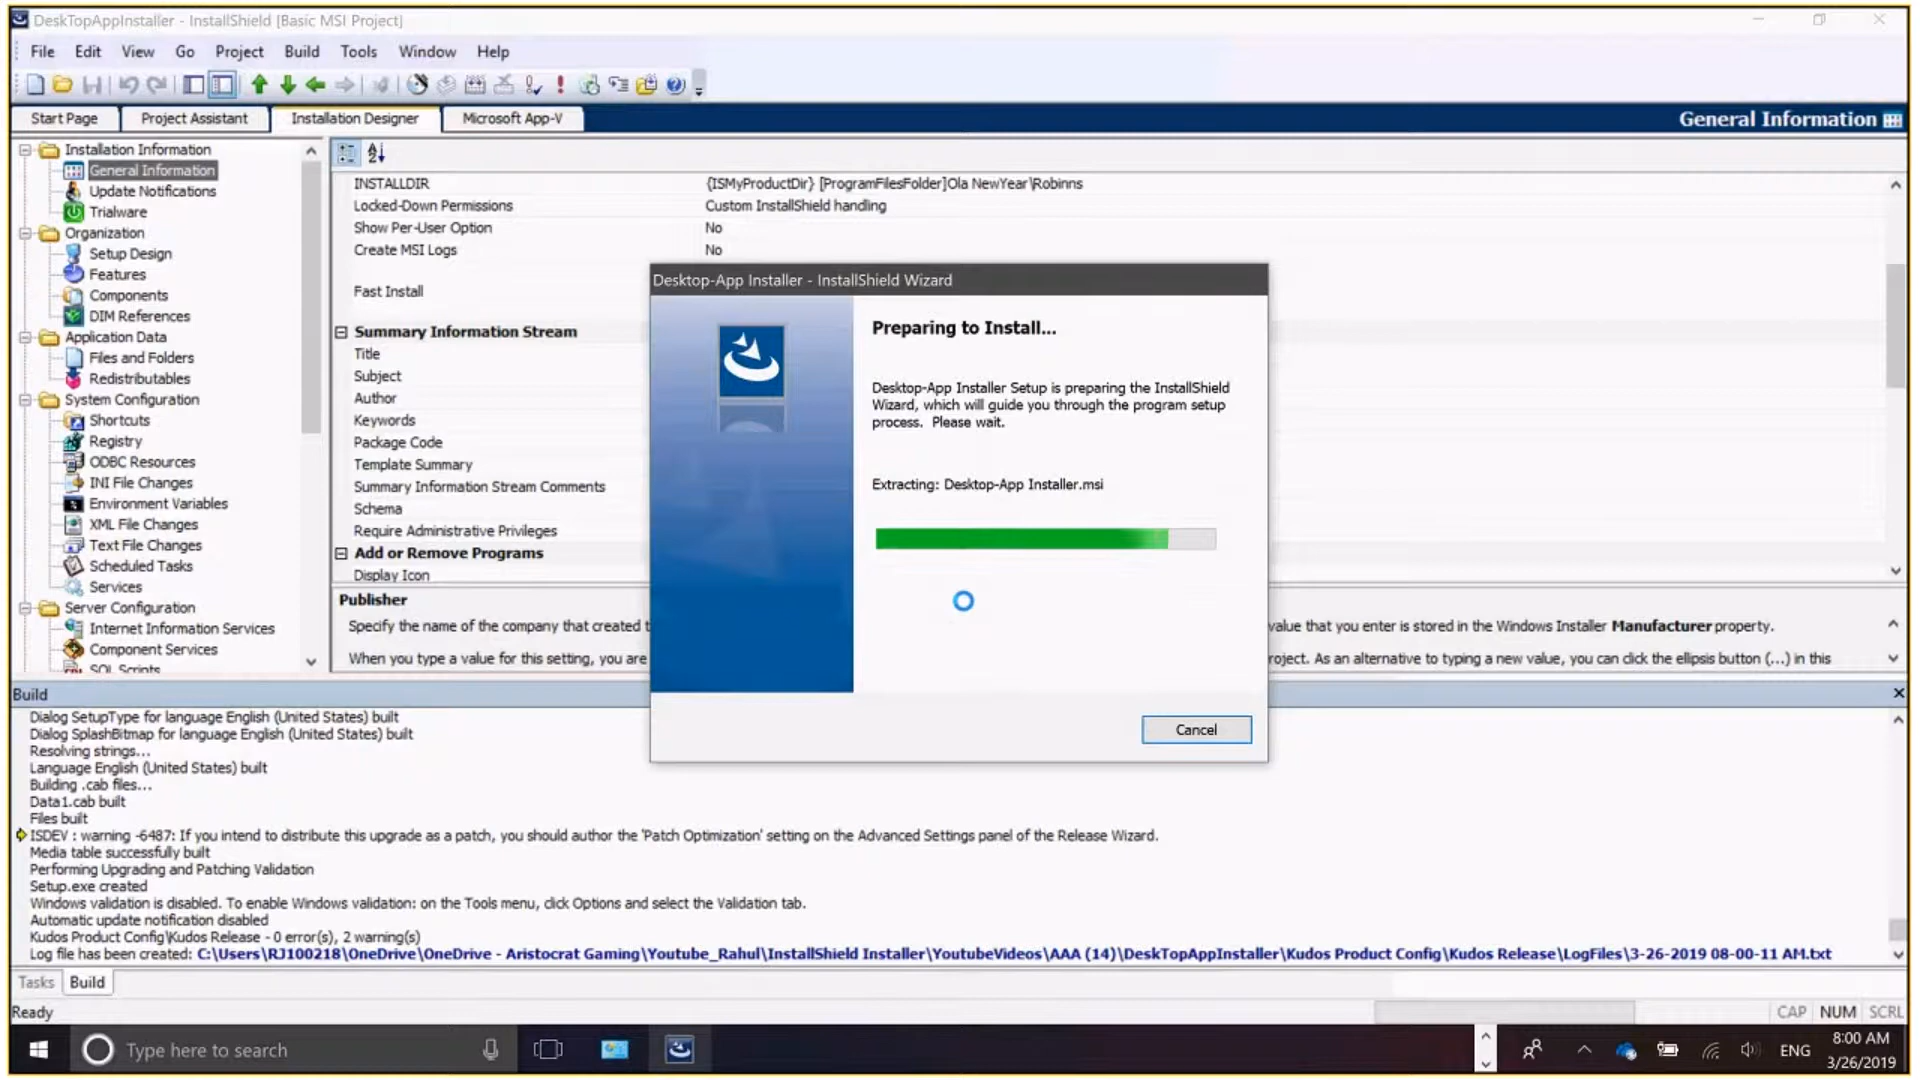 DeskTopAppInstaller - InstallShield [Basic MSI Project]
File Edit View Go Project Build Tools Window Help
Start Page Project Assistant Installation Designer Microsoft App-V General Information
Installation Information
General Information
Update Notifications
Trialware
Organization
Setup Design
Features
Components
DIM References
Application Data
Files and Folders
Redistributables
System Configuration
Shortcuts
Registry
ODBC Resources
INI File Changes
Environment Variables
XML File Changes
Text File Changes
Scheduled Tasks
Services
Server Configuration
Internet Information Services
Component Services
SQL Scripts
INSTALLDIR {ISMyProductDir} [ProgramFilesFolder]Ola NewYear\Robinns
Locked-Down Permissions Custom InstallShield handling
Show Per-User Option No
Create MSI Logs No
Fast Install
Summary Information Stream
Title
Subject
Author
Keywords
Package Code
Template Summary
Summary Information Stream Comments
Schema
Require Administrative Privileges
Add or Remove Programs
Display Icon
Publisher
Specify the name of the company that created t value that you enter is stored in the Windows Installer Manufacturer property.
When you type a value for this setting, you are roject. As an alternative to typing a new value, you can click the ellipsis button (...) in this
Desktop-App Installer - InstallShield Wizard
Preparing to Install...
Desktop-App Installer Setup is preparing the InstallShield
Wizard, which will guide you through the program setup
process. Please wait.
Extracting: Desktop-App Installer.msi
Cancel
Build
Dialog SetupType for language English (United States) built
Dialog SplashBitmap for language English (United States) built
Resolving strings...
Language English (United States) built
Building .cab files...
Data1.cab built
Files built
ISDEV : warning -6487: If you intend to distribute this upgrade as a patch, you should author the 'Patch Optimization' setting on the Advanced Settings panel of the Release Wizard.
Media table successfully built
Performing Upgrading and Patching Validation
Setup.exe created
Windows validation is disabled. To enable Windows validation: on the Tools menu, click Options and select the Validation tab.
Automatic update notification disabled
Kudos Product Config\Kudos Release - 0 error(s), 2 warning(s)
Log file has been created: C:\Users\RJ100218\OneDrive\OneDrive - Aristocrat Gaming\Youtube_Rahul\InstallShield Installer\YoutubeVideos\AAA (14)\DeskTopAppInstaller\Kudos Product Config\Kudos Release\LogFiles\3-26-2019 08-00-11 AM.txt
Tasks Build
Ready CAP NUM SCRL
Type here to search ENG 8:00 AM
3/26/2019